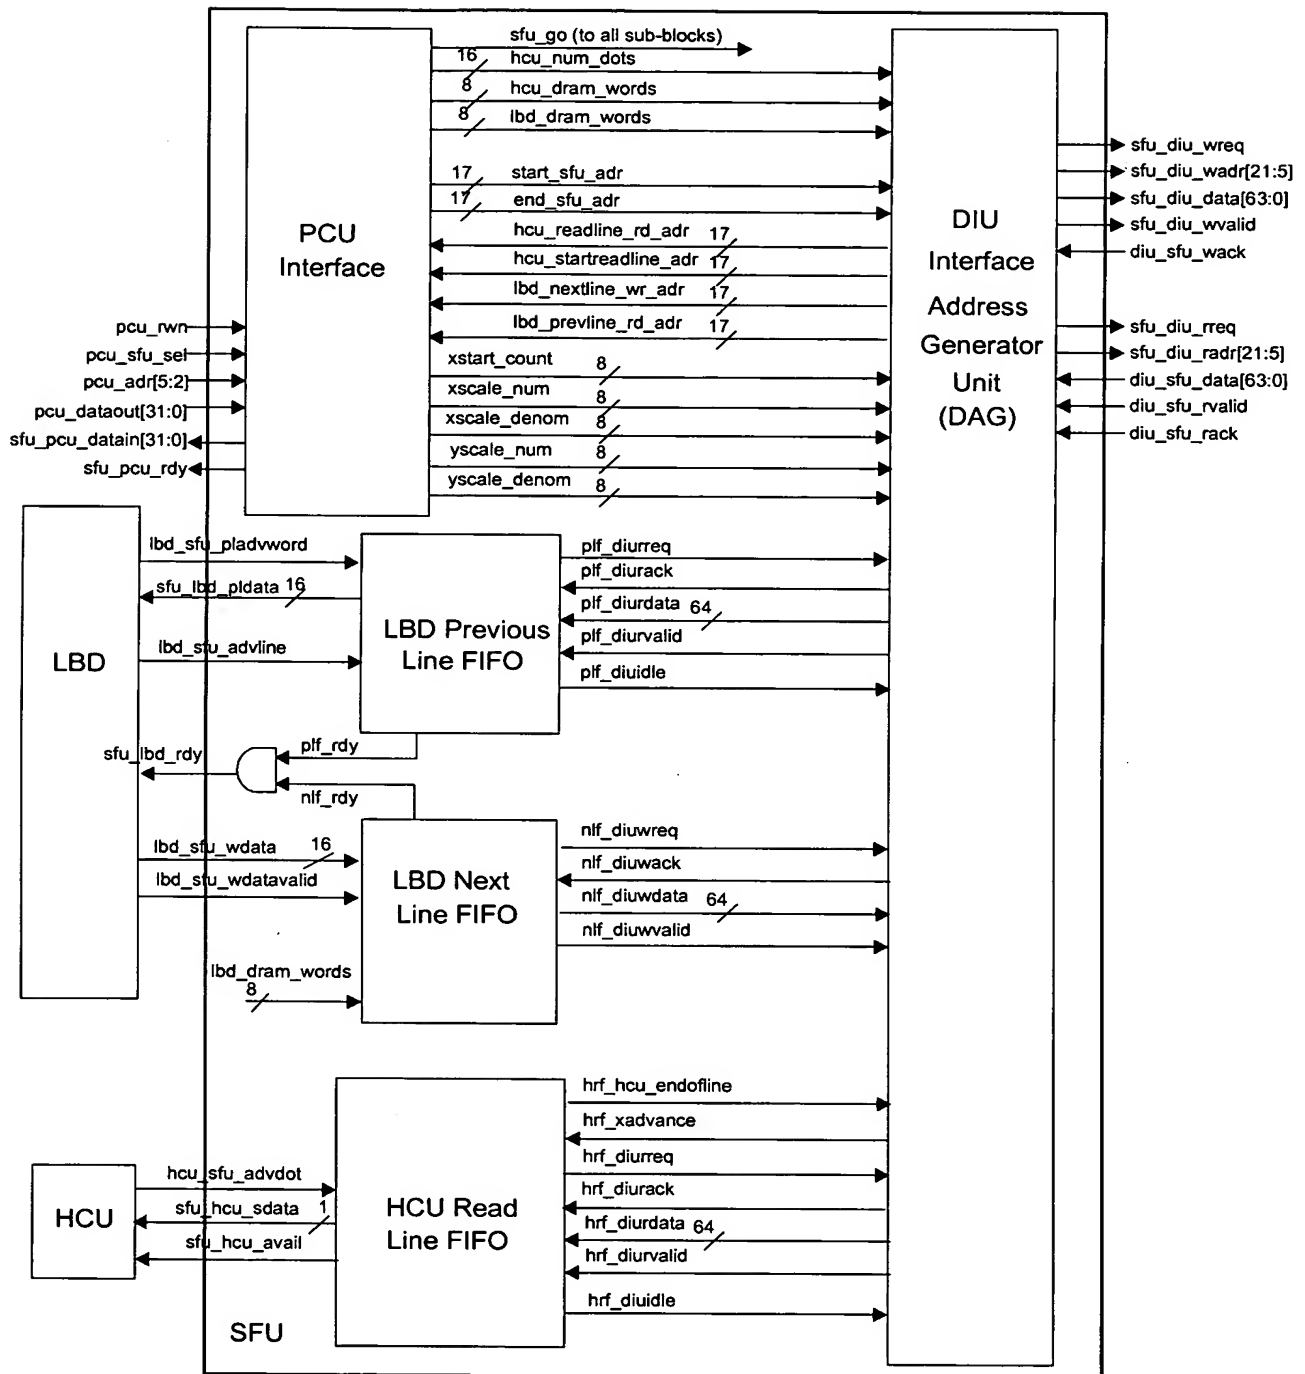 sfu_go (to all sub-blocks)
16 hcu_num_dots
8 hcu_dram_words
8 lbd_dram_words
17 start_sfu_adr
17 end_sfu_adr
hcu_readline_rd_adr 17
hcu_startreadline_adr 17
lbd_nextline_wr_adr 17
lbd_prevline_rd_adr 17
xstart_count 8
xscale_num 8
xscale_denom 8
yscale_num 8
yscale_denom 8
PCU
Interface
pcu_rwn
pcu_sfu_sel
pcu_adr[5:2]
pcu_dataout[31:0]
sfu_pcu_datain[31:0]
sfu_pcu_rdy
DIU
Interface
Address
Generator
Unit
(DAG)
sfu_diu_wreq
sfu_diu_wadr[21:5]
sfu_diu_data[63:0]
sfu_diu_wvalid
diu_sfu_wack
sfu_diu_rreq
sfu_diu_radr[21:5]
diu_sfu_data[63:0]
diu_sfu_rvalid
diu_sfu_rack
LBD
lbd_sfu_pladvword
sfu_lbd_pldata 16
lbd_sfu_advline
LBD Previous
Line FIFO
plf_diurreq
plf_diurack
plf_diurdata 64
plf_diurvalid
plf_diuidle
sfu_lbd_rdy
plf_rdy
nlf_rdy
lbd_sfu_wdata 16
lbd_sfu_wdatavalid
lbd_dram_words
8
LBD Next
Line FIFO
nlf_diuwreq
nlf_diuwack
nlf_diuwdata 64
nlf_diuwvalid
HCU
hcu_sfu_advdot
sfu_hcu_sdata 1
sfu_hcu_avail
HCU Read
Line FIFO
hrf_hcu_endofline
hrf_xadvance
hrf_diurreq
hrf_diurack
hrf_diurdata 64
hrf_diurvalid
hrf_diuidle
SFU